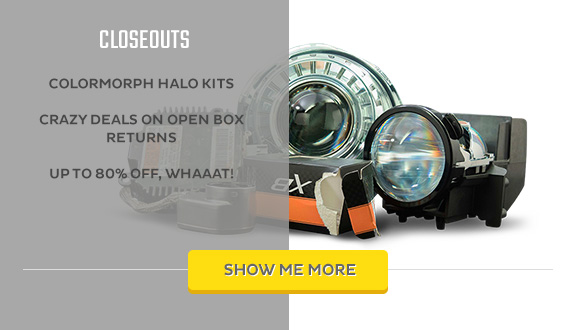 CLOSEOUTS
COLORMORPH HALO KITS
CRAZY DEALS ON OPEN BOX
RETURNS
UP TO 80% OFF, WHAAAT!
SHOW ME MORE